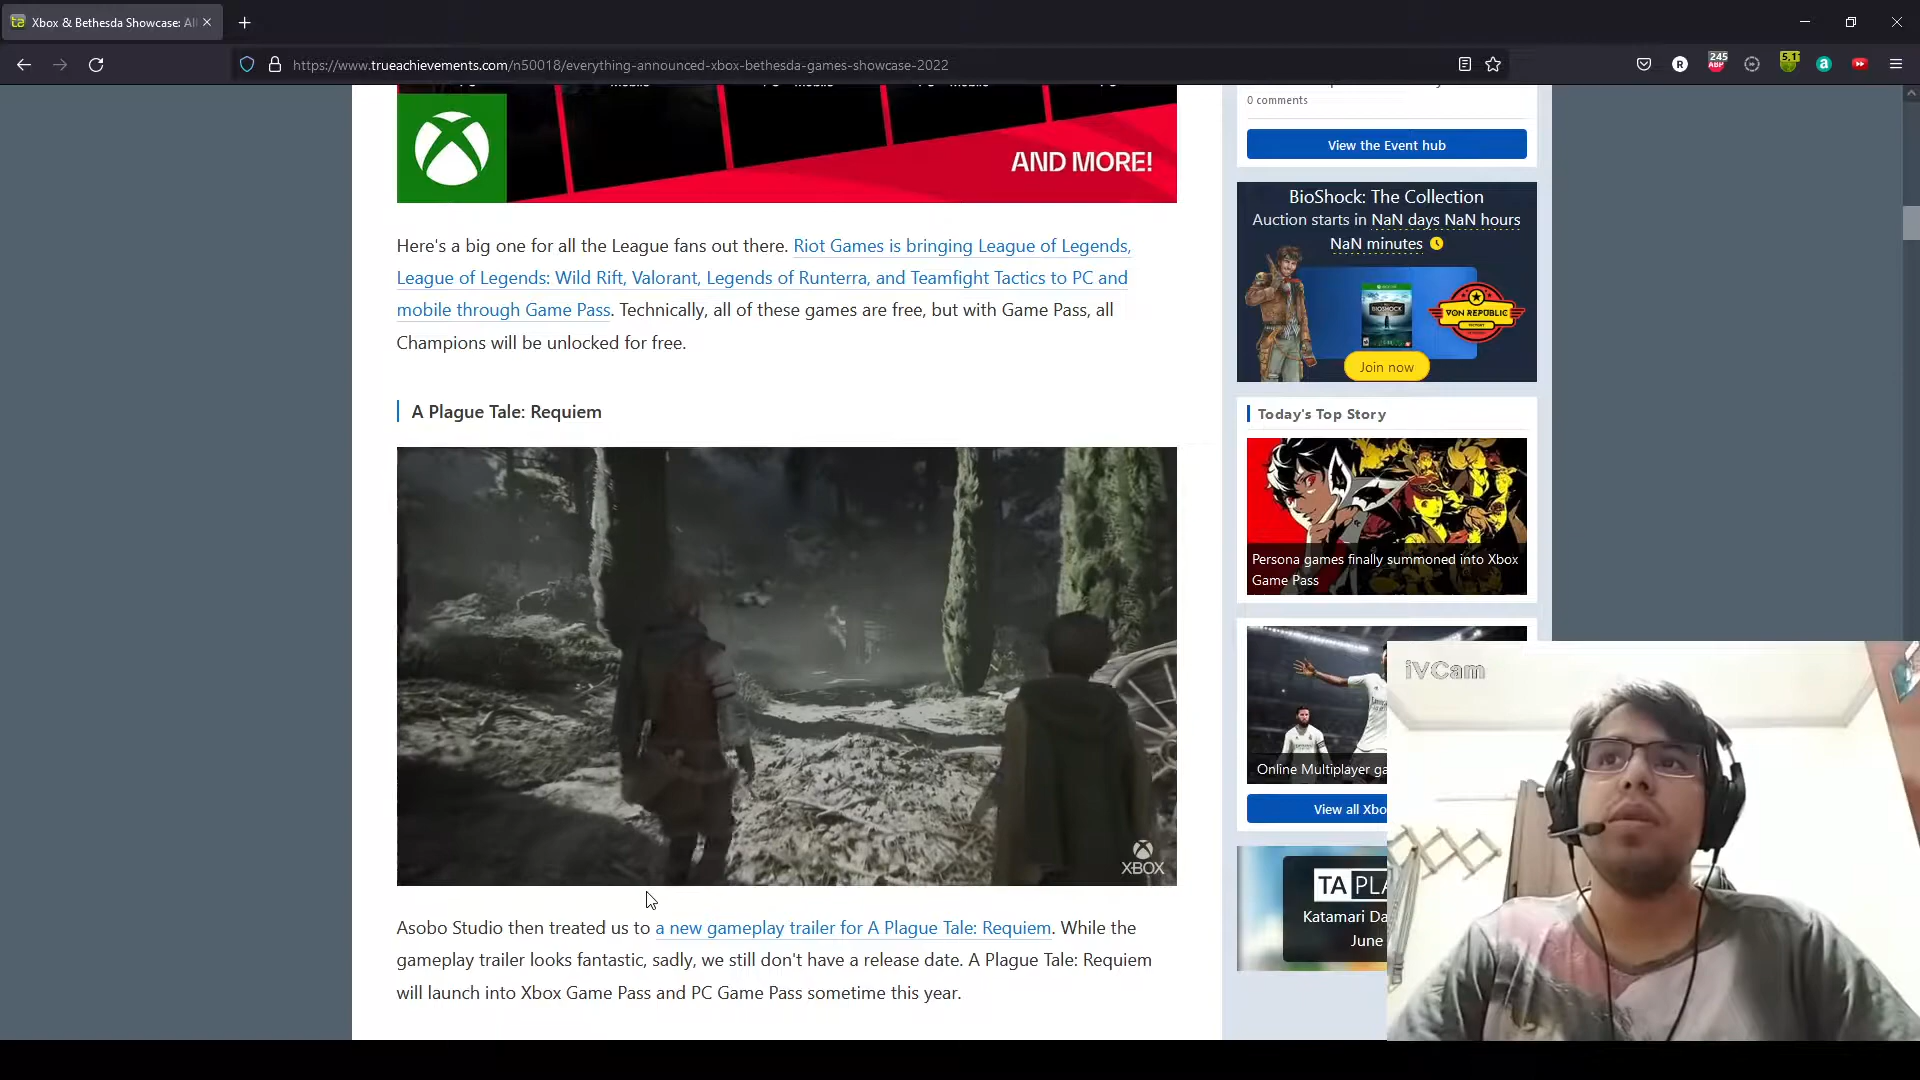 Xbox & Bethesda Showcase: Al
https://www.trueachievements.com/n50018/everything-announced-xbox-bethesda-games-showcase-2022
R
245
ABP
5,1
a
AND MORE!
Here's a big one for all the League fans out there. Riot Games is bringing League of Legends,
League of Legends: Wild Rift, Valorant, Legends of Runterra, and Teamfight Tactics to PC and
mobile through Game Pass. Technically, all of these games are free, but with Game Pass, all
Champions will be unlocked for free.
A Plague Tale: Requiem
XBOX
Asobo Studio then treated us to a new gameplay trailer for A Plague Tale: Requiem. While the
gameplay trailer looks fantastic, sadly, we still don't have a release date. A Plague Tale: Requiem
will launch into Xbox Game Pass and PC Game Pass sometime this year.
0 comments
View the Event hub
BioShock: The Collection
Auction starts in NaN days NaN hours
NaN minutes
BIOSHOCK
VON REPUBLIC
Join now
Today's Top Story
Persona games finally summoned into Xbox
Game Pass
Online Multiplayer ga
View all Xbo
TA PLA
Katamari Da
June
iVCam